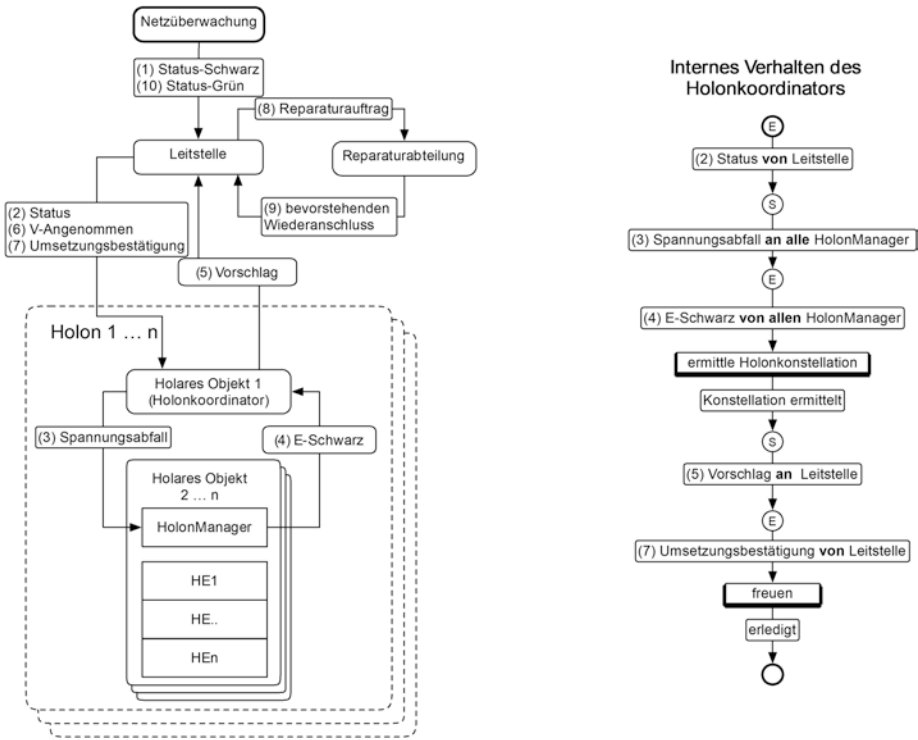 Netzüberwachung
(1) Status-Schwarz
(10) Status-Grün
(8) Reparaturauftrag
Leitstelle
Reparaturabteilung
(9) bevorstehenden
Wiederanschluss
(2) Status
(6) V-Angenommen
(7) Umsetzungsbestätigung
(5) Vorschlag
Holon 1 ... n
Holares Objekt 1
(Holonkoordinator)
(3) Spannungsabfall
(4) E-Schwarz
Holares Objekt
2 ... n
HolonManager
HE1
HE..
HEn
Internes Verhalten des
Holonkoordinators
E
(2) Status von Leitstelle
S
(3) Spannungsabfall an alle HolonManager
E
(4) E-Schwarz von allen HolonManager
ermittle Holonkonstellation
Konstellation ermittelt
S
(5) Vorschlag an Leitstelle
E
(7) Umsetzungsbestätigung von Leitstelle
freuen
erledigt